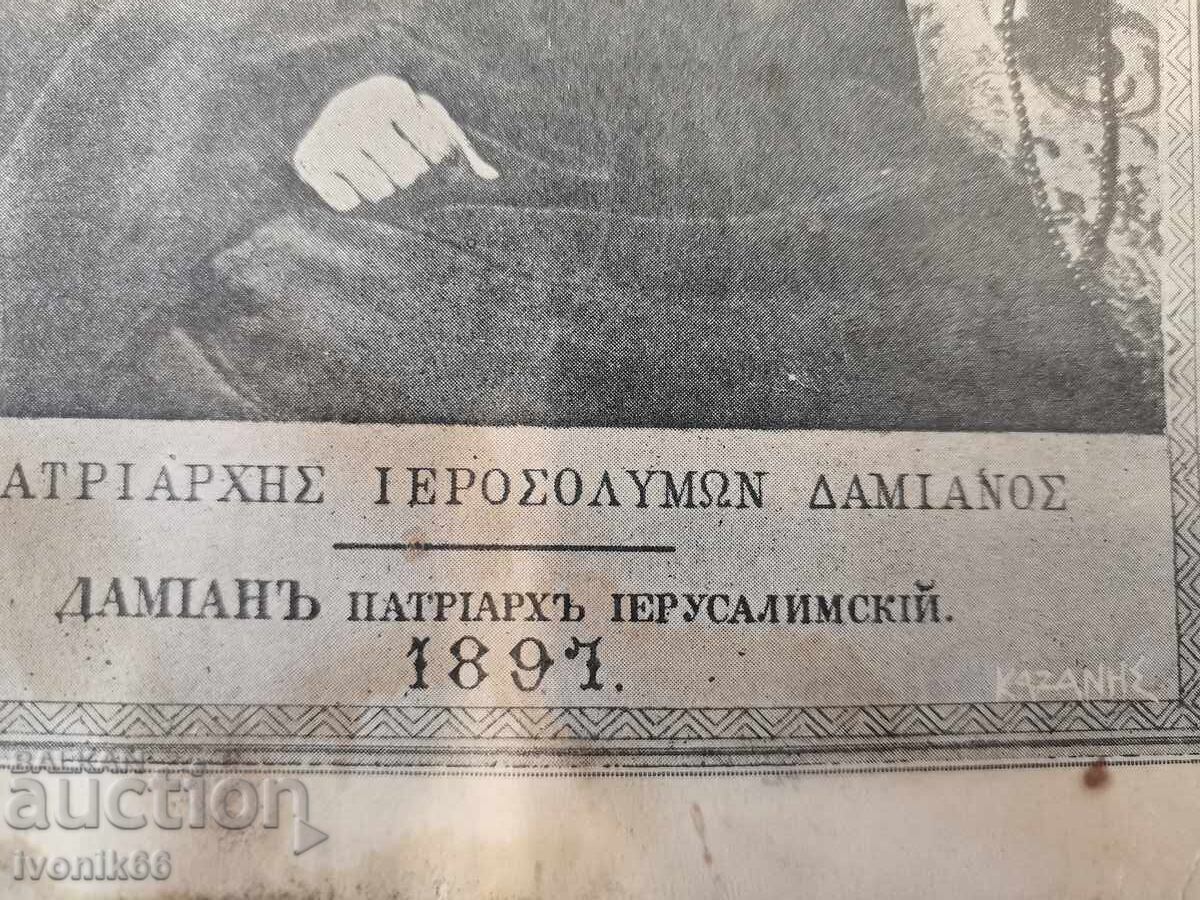 ΑΤΡΙΑΡΧΗΣ ΙΕΡΟΣΟΛΥΜΩΝ ΔΑΜΙΑΝΟΣ
ДАМІАНЪ ПАТРІАРХЪ ІЕРУСАЛИМСКІЙ.
1897.
ΚΑΖΑΝΗΣ
BALKAN
auction
ivonik66